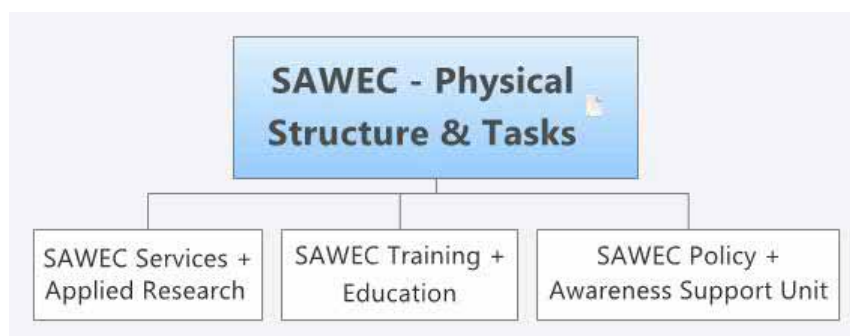 SAWEC - Physical
Structure & Tasks
SAWEC Services +
Applied Research
SAWEC Training +
Education
SAWEC Policy +
Awareness Support Unit